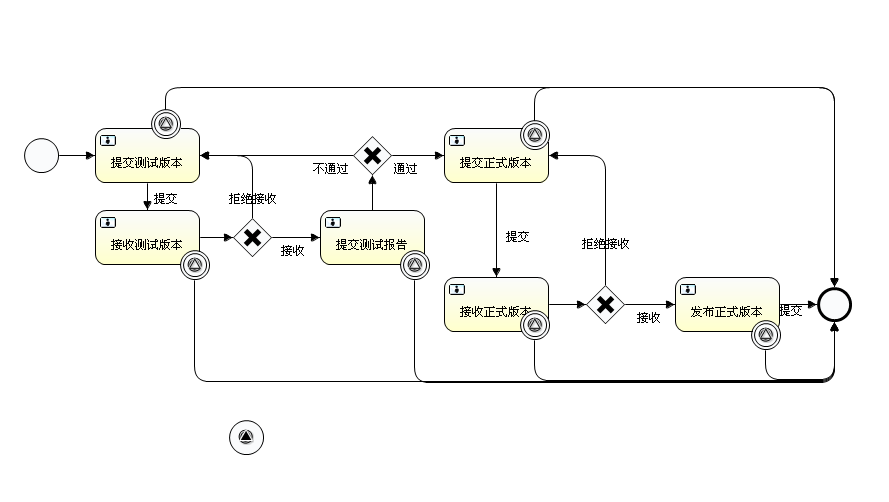 提交测试版本
不通过
通过
提交正式版本
提交
拒绝接收
接收测试版本
接收
提交测试报告
提交
拒绝接收
接收正式版本
接收
发布正式版本
提交